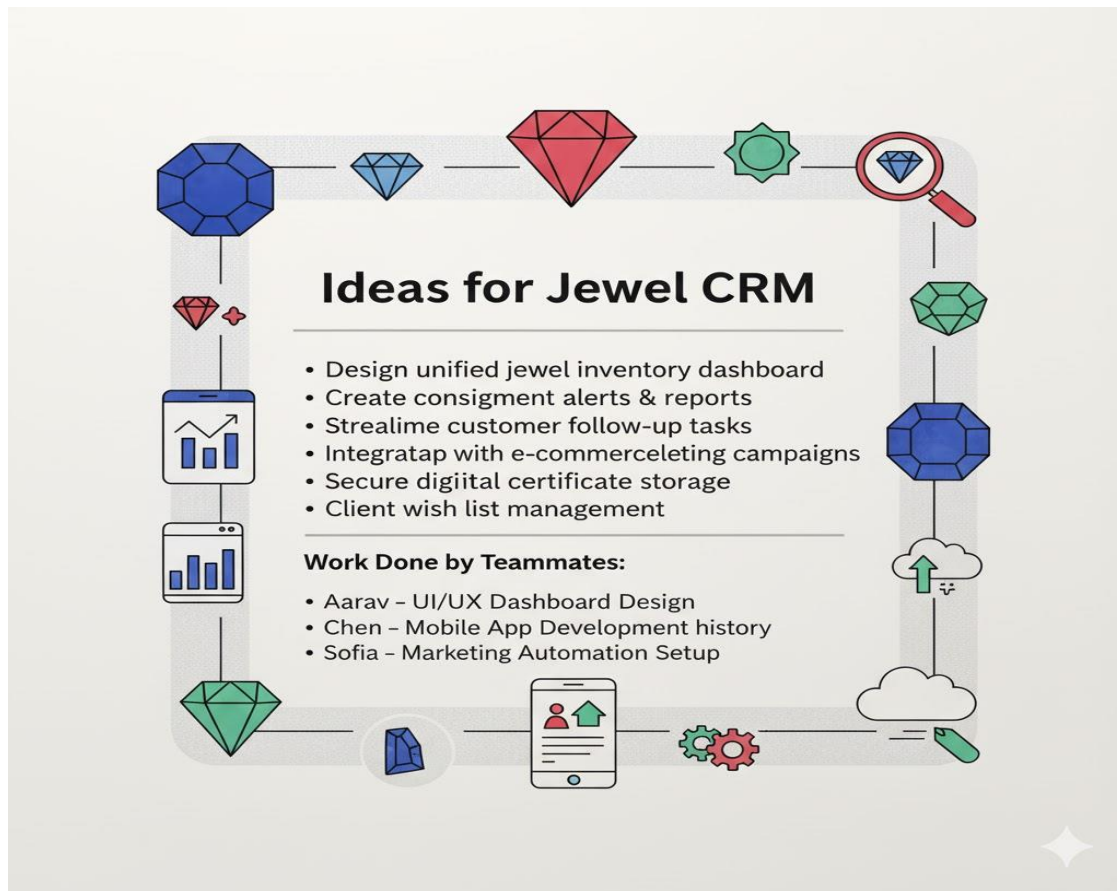 Ideas for Jewel CRM
• Design unified jewel inventory dashboard
• Create consigment alerts & reports
• Strealime customer follow-up tasks
• Integratap with e-commerceleting campaigns
• Secure digiital certificate storage
• Client wish list management
Work Done by Teammates:
• Aarav – UI/UX Dashboard Design
• Chen – Mobile App Development history
• Sofia – Marketing Automation Setup